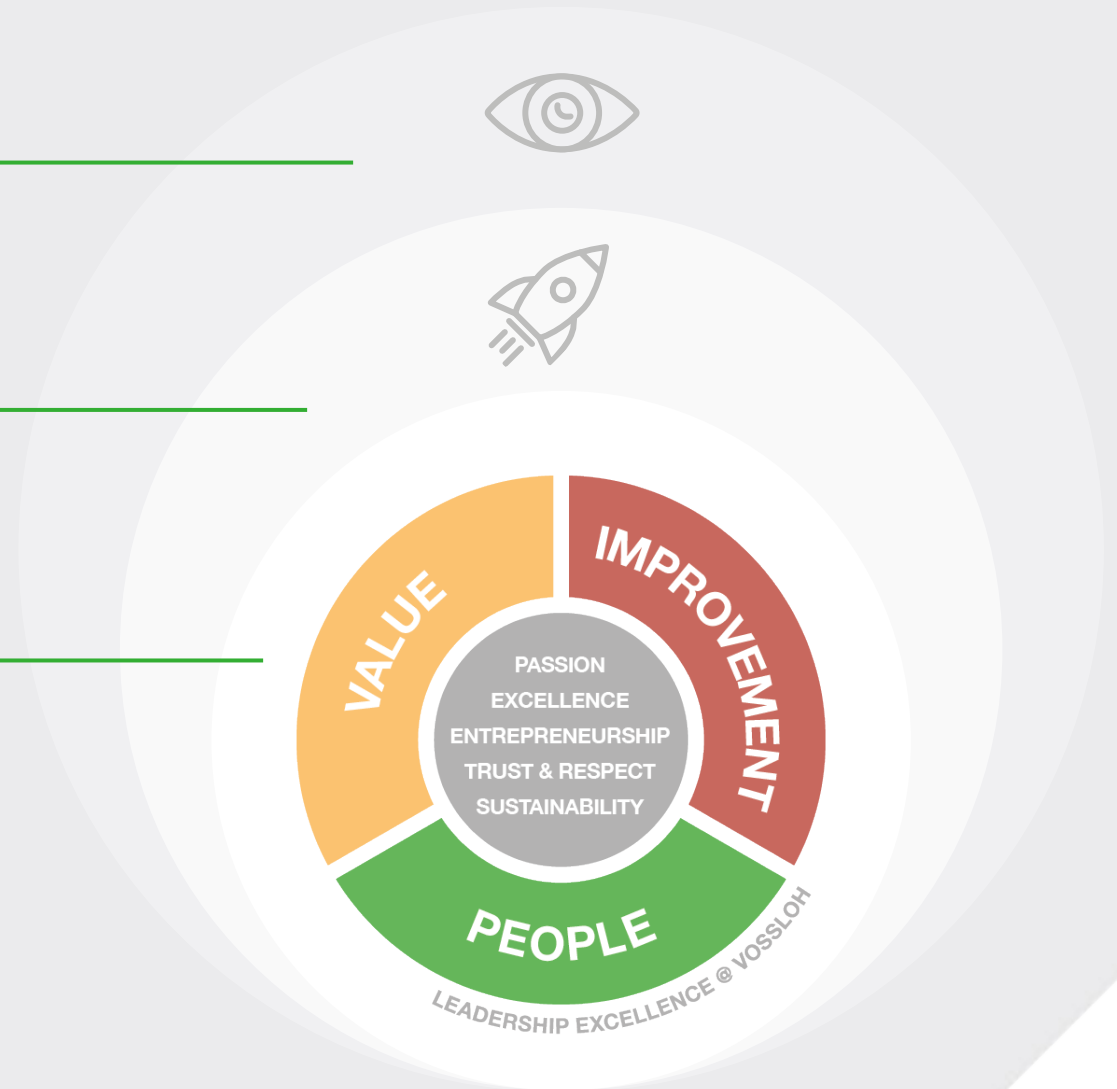 VALUE
IMPROVEMENT
PASSION
EXCELLENCE
ENTREPRENEURSHIP
TRUST & RESPECT
SUSTAINABILITY
PEOPLE
LEADERSHIP EXCELLENCE @ VOSSLOH